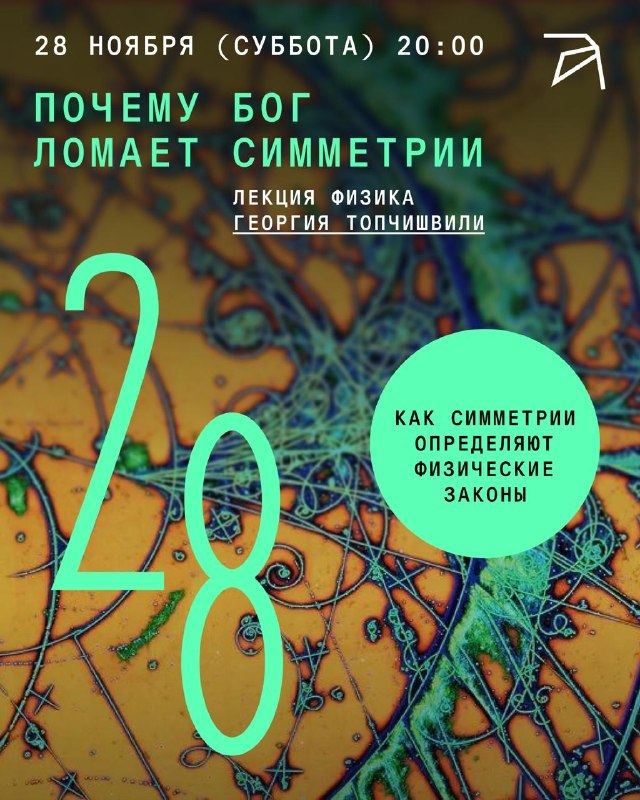 28 НОЯБРЯ (СУББОТА) 20:00
ПОЧЕМУ БОГ
ЛОМАЕТ СИММЕТРИИ
ЛЕКЦИЯ ФИЗИКА
ГЕОРГИЯ ТОПЧИШВИЛИ
28
КАК СИММЕТРИИ
ОПРЕДЕЛЯЮТ
ФИЗИЧЕСКИЕ
ЗАКОНЫ